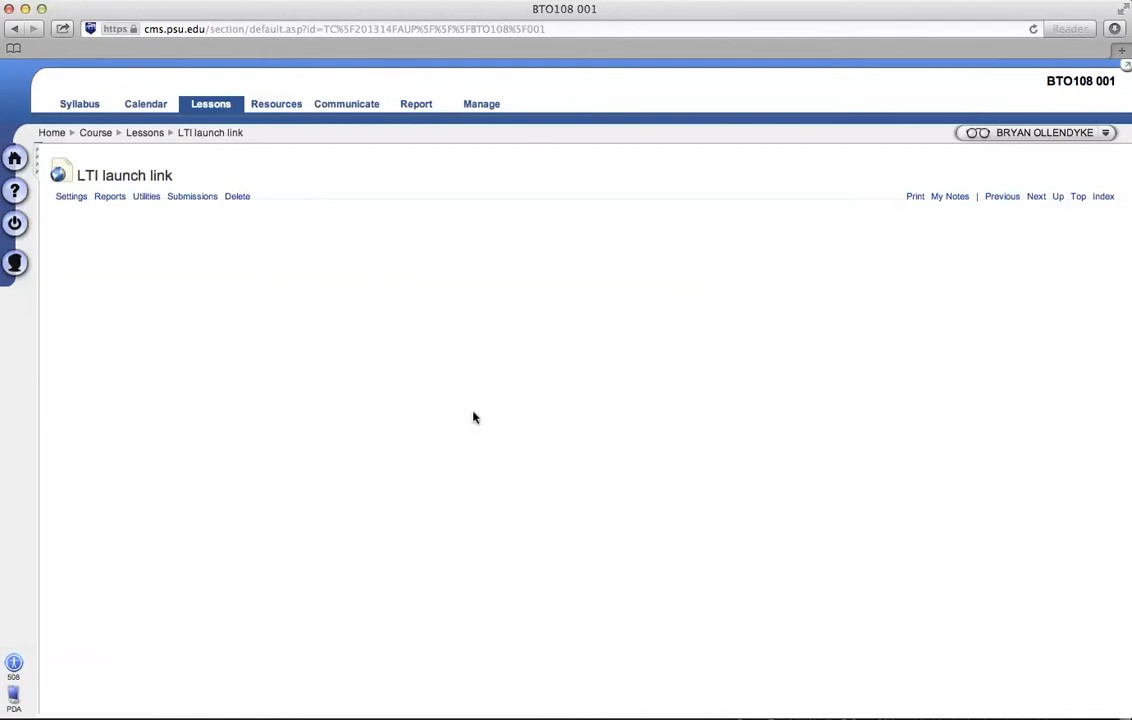 BTO108 001
https cms.psu.edu/section/default.asp?id=TC%5F201314FAUP%5F%5F%5FBTO108%5F001
Reader
BTO108 001
Syllabus Calendar Lessons Resources Communicate Report Manage
Home Course Lessons LTI launch link
BRYAN OLLENDYKE
LTI launch link
Settings Reports Utilities Submissions Delete
Print My Notes | Previous Next Up Top Index
508
PDA